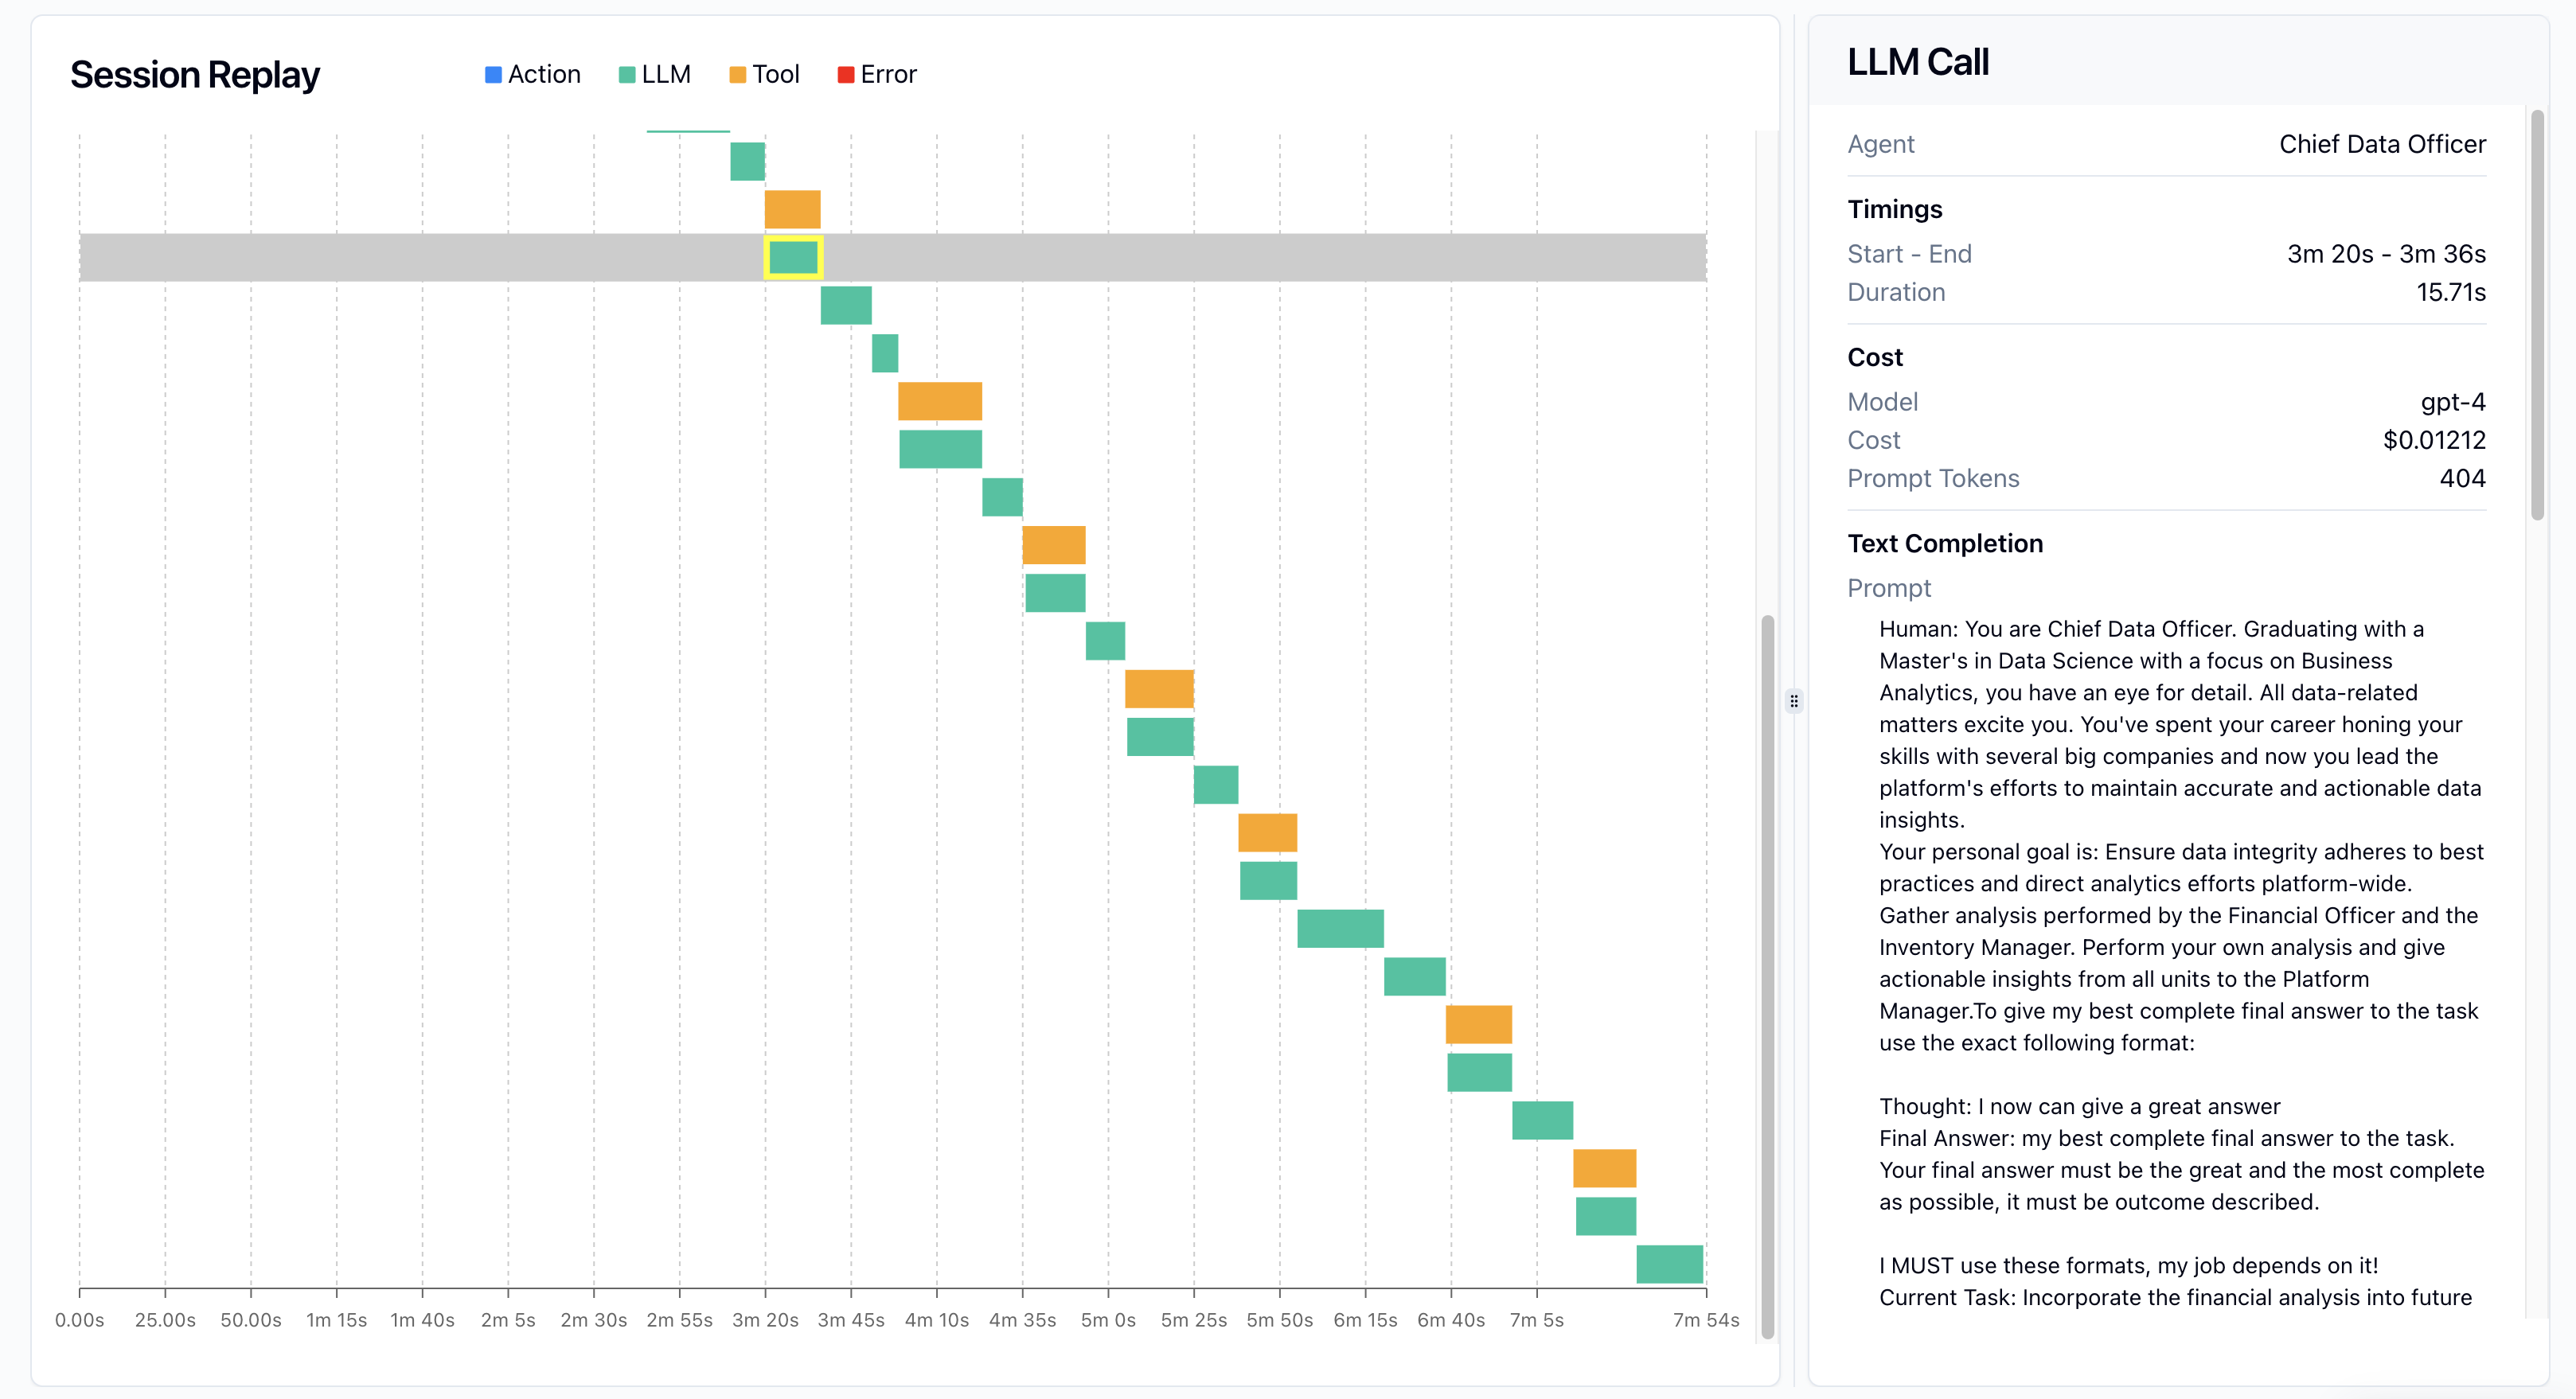 Session Replay
Action
LLM
Tool
Error
0.00s
25.00s
50.00s
1m 15s
1m 40s
2m 5s
2m 30s
2m 55s
3m 20s
3m 45s
4m 10s
4m 35s
5m 0s
5m 25s
5m 50s
6m 15s
6m 40s
7m 5s
7m 54s
LLM Call
Agent Chief Data Officer
Timings
Start - End 3m 20s - 3m 36s
Duration 15.71s
Cost
Model gpt-4
Cost $0.01212
Prompt Tokens 404
Text Completion
Prompt
Human: You are Chief Data Officer. Graduating with a
Master's in Data Science with a focus on Business
Analytics, you have an eye for detail. All data-related
matters excite you. You've spent your career honing your
skills with several big companies and now you lead the
platform's efforts to maintain accurate and actionable data
insights.
Your personal goal is: Ensure data integrity adheres to best
practices and direct analytics efforts platform-wide.
Gather analysis performed by the Financial Officer and the
Inventory Manager. Perform your own analysis and give
actionable insights from all units to the Platform
Manager.To give my best complete final answer to the task
use the exact following format:
Thought: I now can give a great answer
Final Answer: my best complete final answer to the task.
Your final answer must be the great and the most complete
as possible, it must be outcome described.
I MUST use these formats, my job depends on it!
Current Task: Incorporate the financial analysis into future